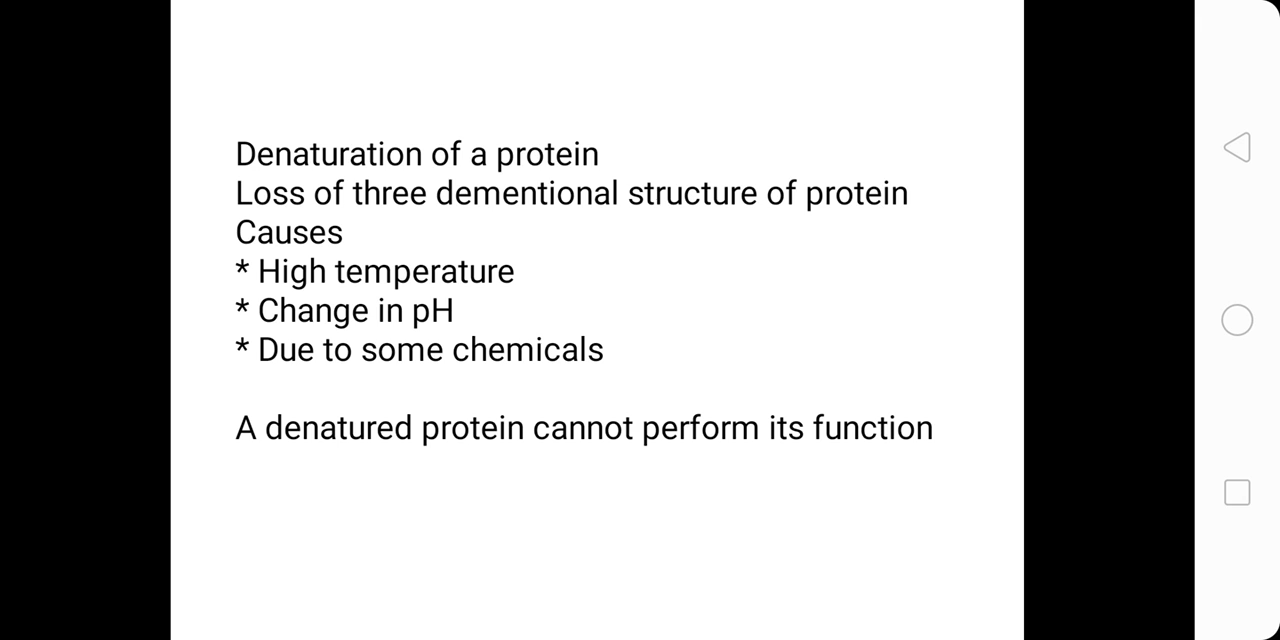 Denaturation of a protein
Loss of three dementional structure of protein
Causes
* High temperature
* Change in pH
* Due to some chemicals
A denatured protein cannot perform its function